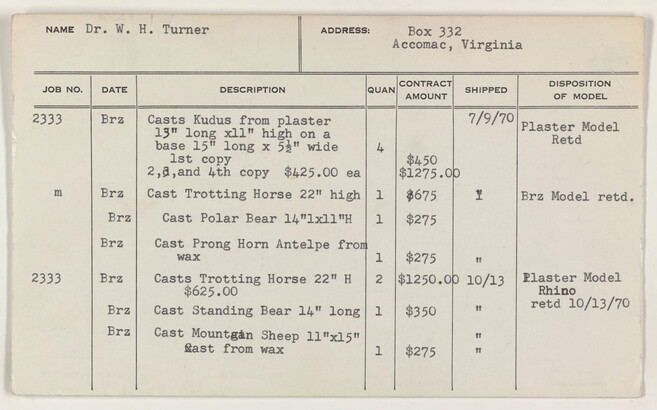 NAME Dr. W. H. Turner ADDRESS: Box 332
Accomac, Virginia
JOB NO. DATE DESCRIPTION QUAN CONTRACT AMOUNT SHIPPED DISPOSITION OF MODEL
2333 Brz Casts Kudus from plaster 7/9/70
13" long x11" high on a Plaster Model
base 15" long x 5½" wide 4 Retd
1st copy $450
2,3,and 4th copy $425.00 ea $1275.00
m Brz Cast Trotting Horse 22" high 1 $675 Brz Model retd.
Brz Cast Polar Bear 14"lx11"H 1 $275
Brz Cast Prong Horn Antelpe from
wax 1 $275 "
2333 Brz Casts Trotting Horse 22" H 2 $1250.00 10/13 Plaster Model
$625.00 Rhino
Brz Cast Standing Bear 14" long 1 $350 " retd 10/13/70
Brz Cast Mountain Sheep 11"x15" "
Cast from wax 1 $275 "